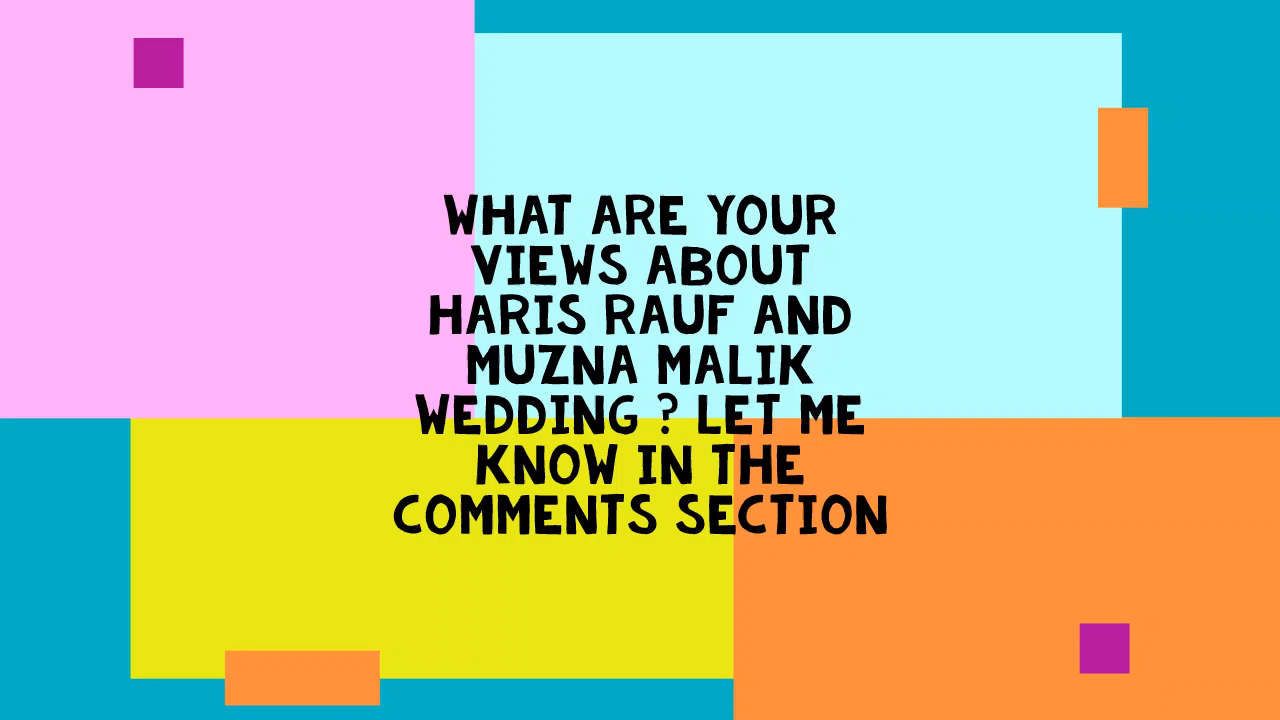 WHAT ARE YOUR
VIEWS ABOUT
HARIS RAUF AND
MUZNA MALIK
WEDDING ? LET ME
KNOW IN THE
COMMENTS SECTION